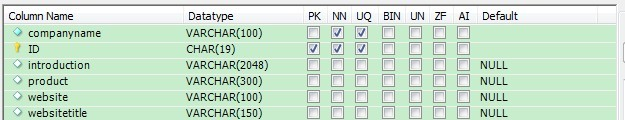 Column Name Datatype PK NN UQ BIN UN ZF AI Default
companyname VARCHAR(100)
ID CHAR(19)
introduction VARCHAR(2048) NULL
product VARCHAR(300) NULL
website VARCHAR(100) NULL
websitetitle VARCHAR(150) NULL